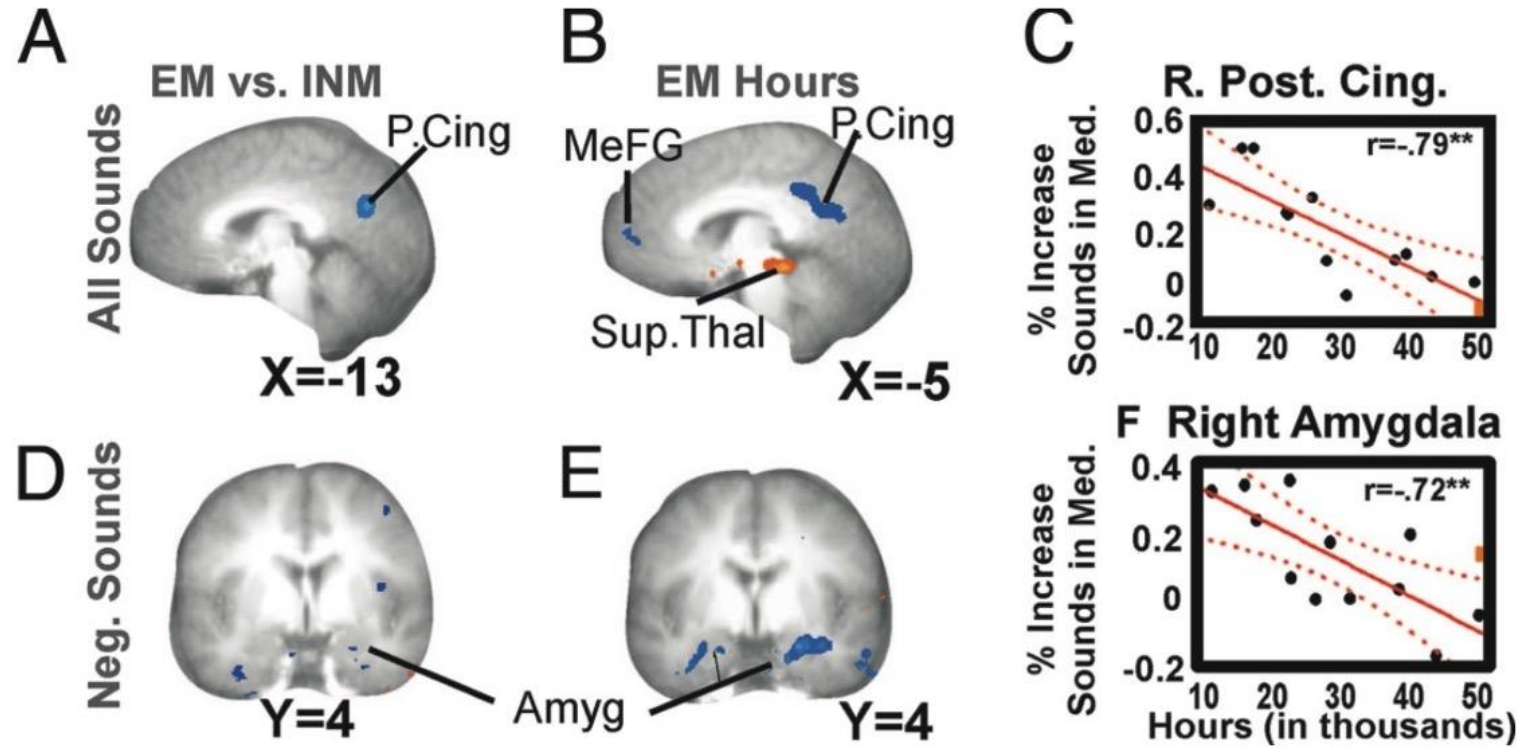 A
EM vs. INM
All Sounds
P.Cing
X=-13
B
EM Hours
MeFG
P.Cing
Sup.Thal
X=-5
C
R. Post. Cing.
% Increase
Sounds in Med.
0.6
0.4
0.2
0
-0.2
r=-.79**
10 20 30 40 50
D
Neg. Sounds
Y=4
Amyg
E
Y=4
F Right Amygdala
% Increase
Sounds in Med.
0.4
0.2
0
-0.2
r=-.72**
10 20 30 40 50
Hours (in thousands)